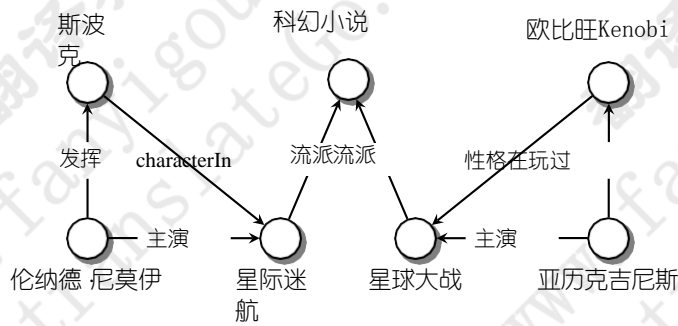 斯波
克
科幻小说
欧比旺Kenobi
发挥
characterIn
流派流派
性格在玩过
主演
主演
伦纳德 尼莫伊
星际迷
航
星球大战
亚历克吉尼斯